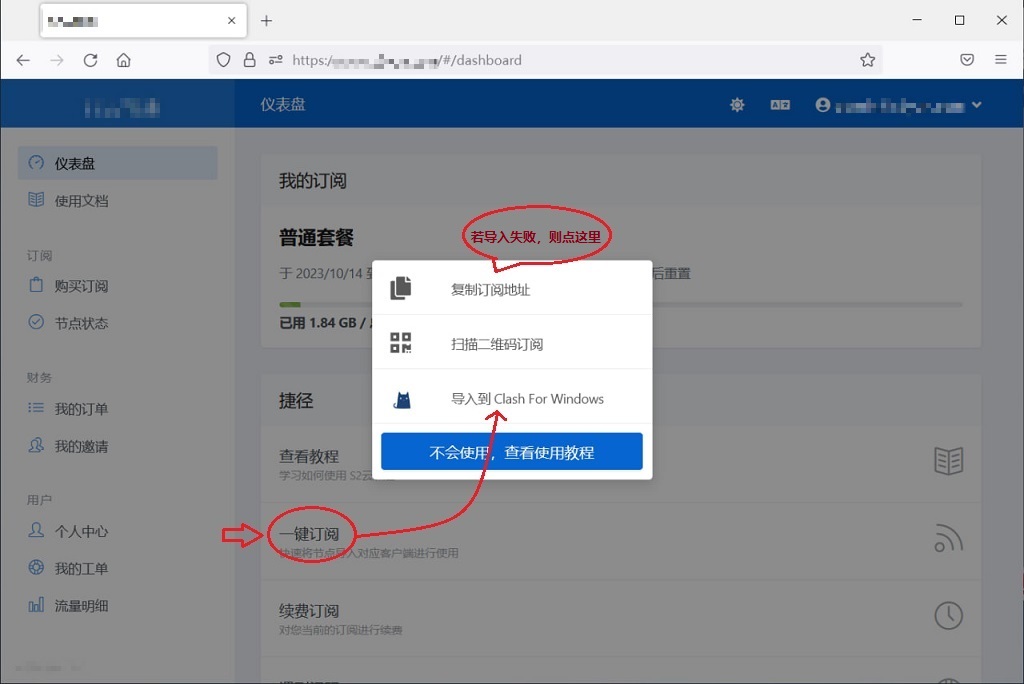 https:/
/#/dashboard
仪表盘
仪表盘
使用文档
订阅
购买订阅
节点状态
财务
我的订单
我的邀请
用户
个人中心
我的工单
流量明细
我的订阅
普通套餐
若导入失败，则点这里
于 2023/10/14
后重置
已用 1.84 GB /
复制订阅地址
扫描二维码订阅
导入到 Clash For Windows
不会使用，查看使用教程
捷径
查看教程
学习如何使用 S2云
一键订阅
快速将节点导入对应客户端进行使用
续费订阅
对您当前的订阅进行续费